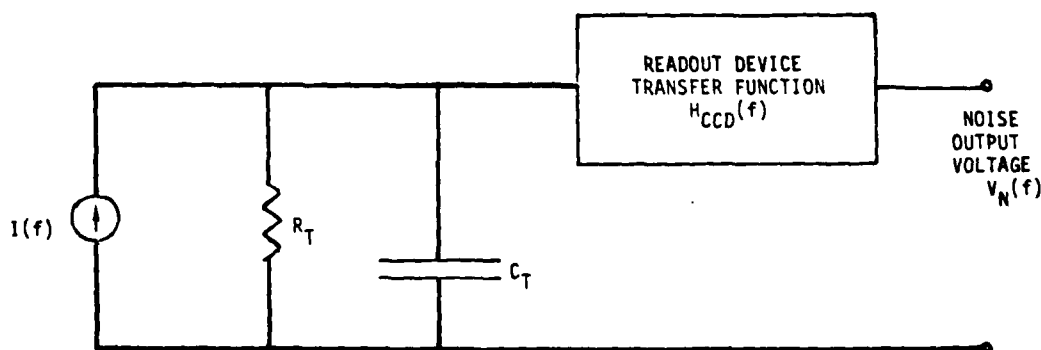 READOUT DEVICE
TRANSFER FUNCTION
H_CCD(f)
NOISE
OUTPUT
VOLTAGE
V_N(f)
I(f)
R_T
C_T